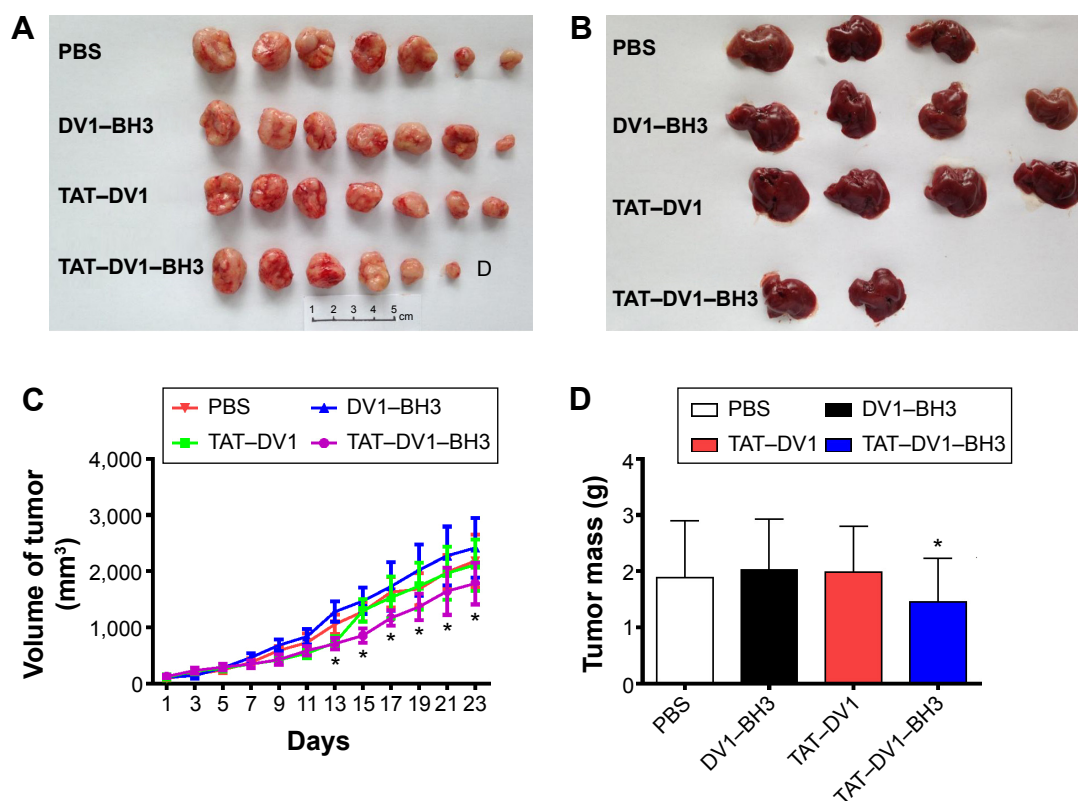 A
PBS
DV1–BH3
TAT–DV1
TAT–DV1–BH3
D
1 2 3 4 5
cm
B
PBS
DV1–BH3
TAT–DV1
TAT–DV1–BH3
C
PBS
DV1–BH3
TAT–DV1
TAT–DV1–BH3
Volume of tumor
(mm³)
4,000
3,000
2,000
1,000
0
* * * * * *
1 3 5 7 9 11 13 15 17 19 21 23
Days
D
PBS
DV1–BH3
TAT–DV1
TAT–DV1–BH3
Tumor mass (g)
4
3
2
1
0
*
PBS
DV1–BH3
TAT–DV1
TAT–DV1–BH3